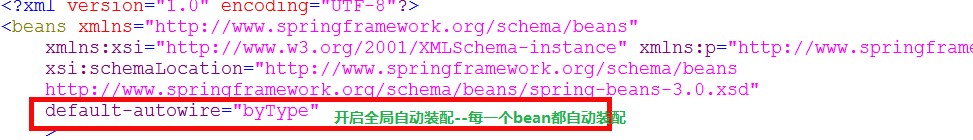 <?xml version="1.0" encoding="UTF-8"?>
<beans xmlns="http://www.springframework.org/schema/beans"
xmlns:xsi="http://www.w3.org/2001/XMLSchema-instance" xmlns:p="http://www.springfram
xsi:schemaLocation="http://www.springframework.org/schema/beans
http://www.springframework.org/schema/beans/spring-beans-3.0.xsd"
default-autowire="byType" 开启全局自动装配--每一个bean都自动装配
>